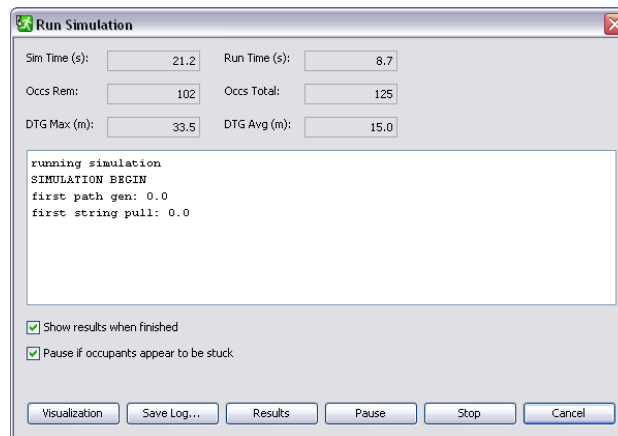 Run Simulation
Sim Time (s): 21.2 Run Time (s): 8.7
Occs Rem: 102 Occs Total: 125
DTG Max (m): 33.5 DTG Avg (m): 15.0
running simulation
SIMULATION BEGIN
first path gen: 0.0
first string pull: 0.0
Show results when finished
Pause if occupants appear to be stuck
Visualization Save Log... Results Pause Stop Cancel